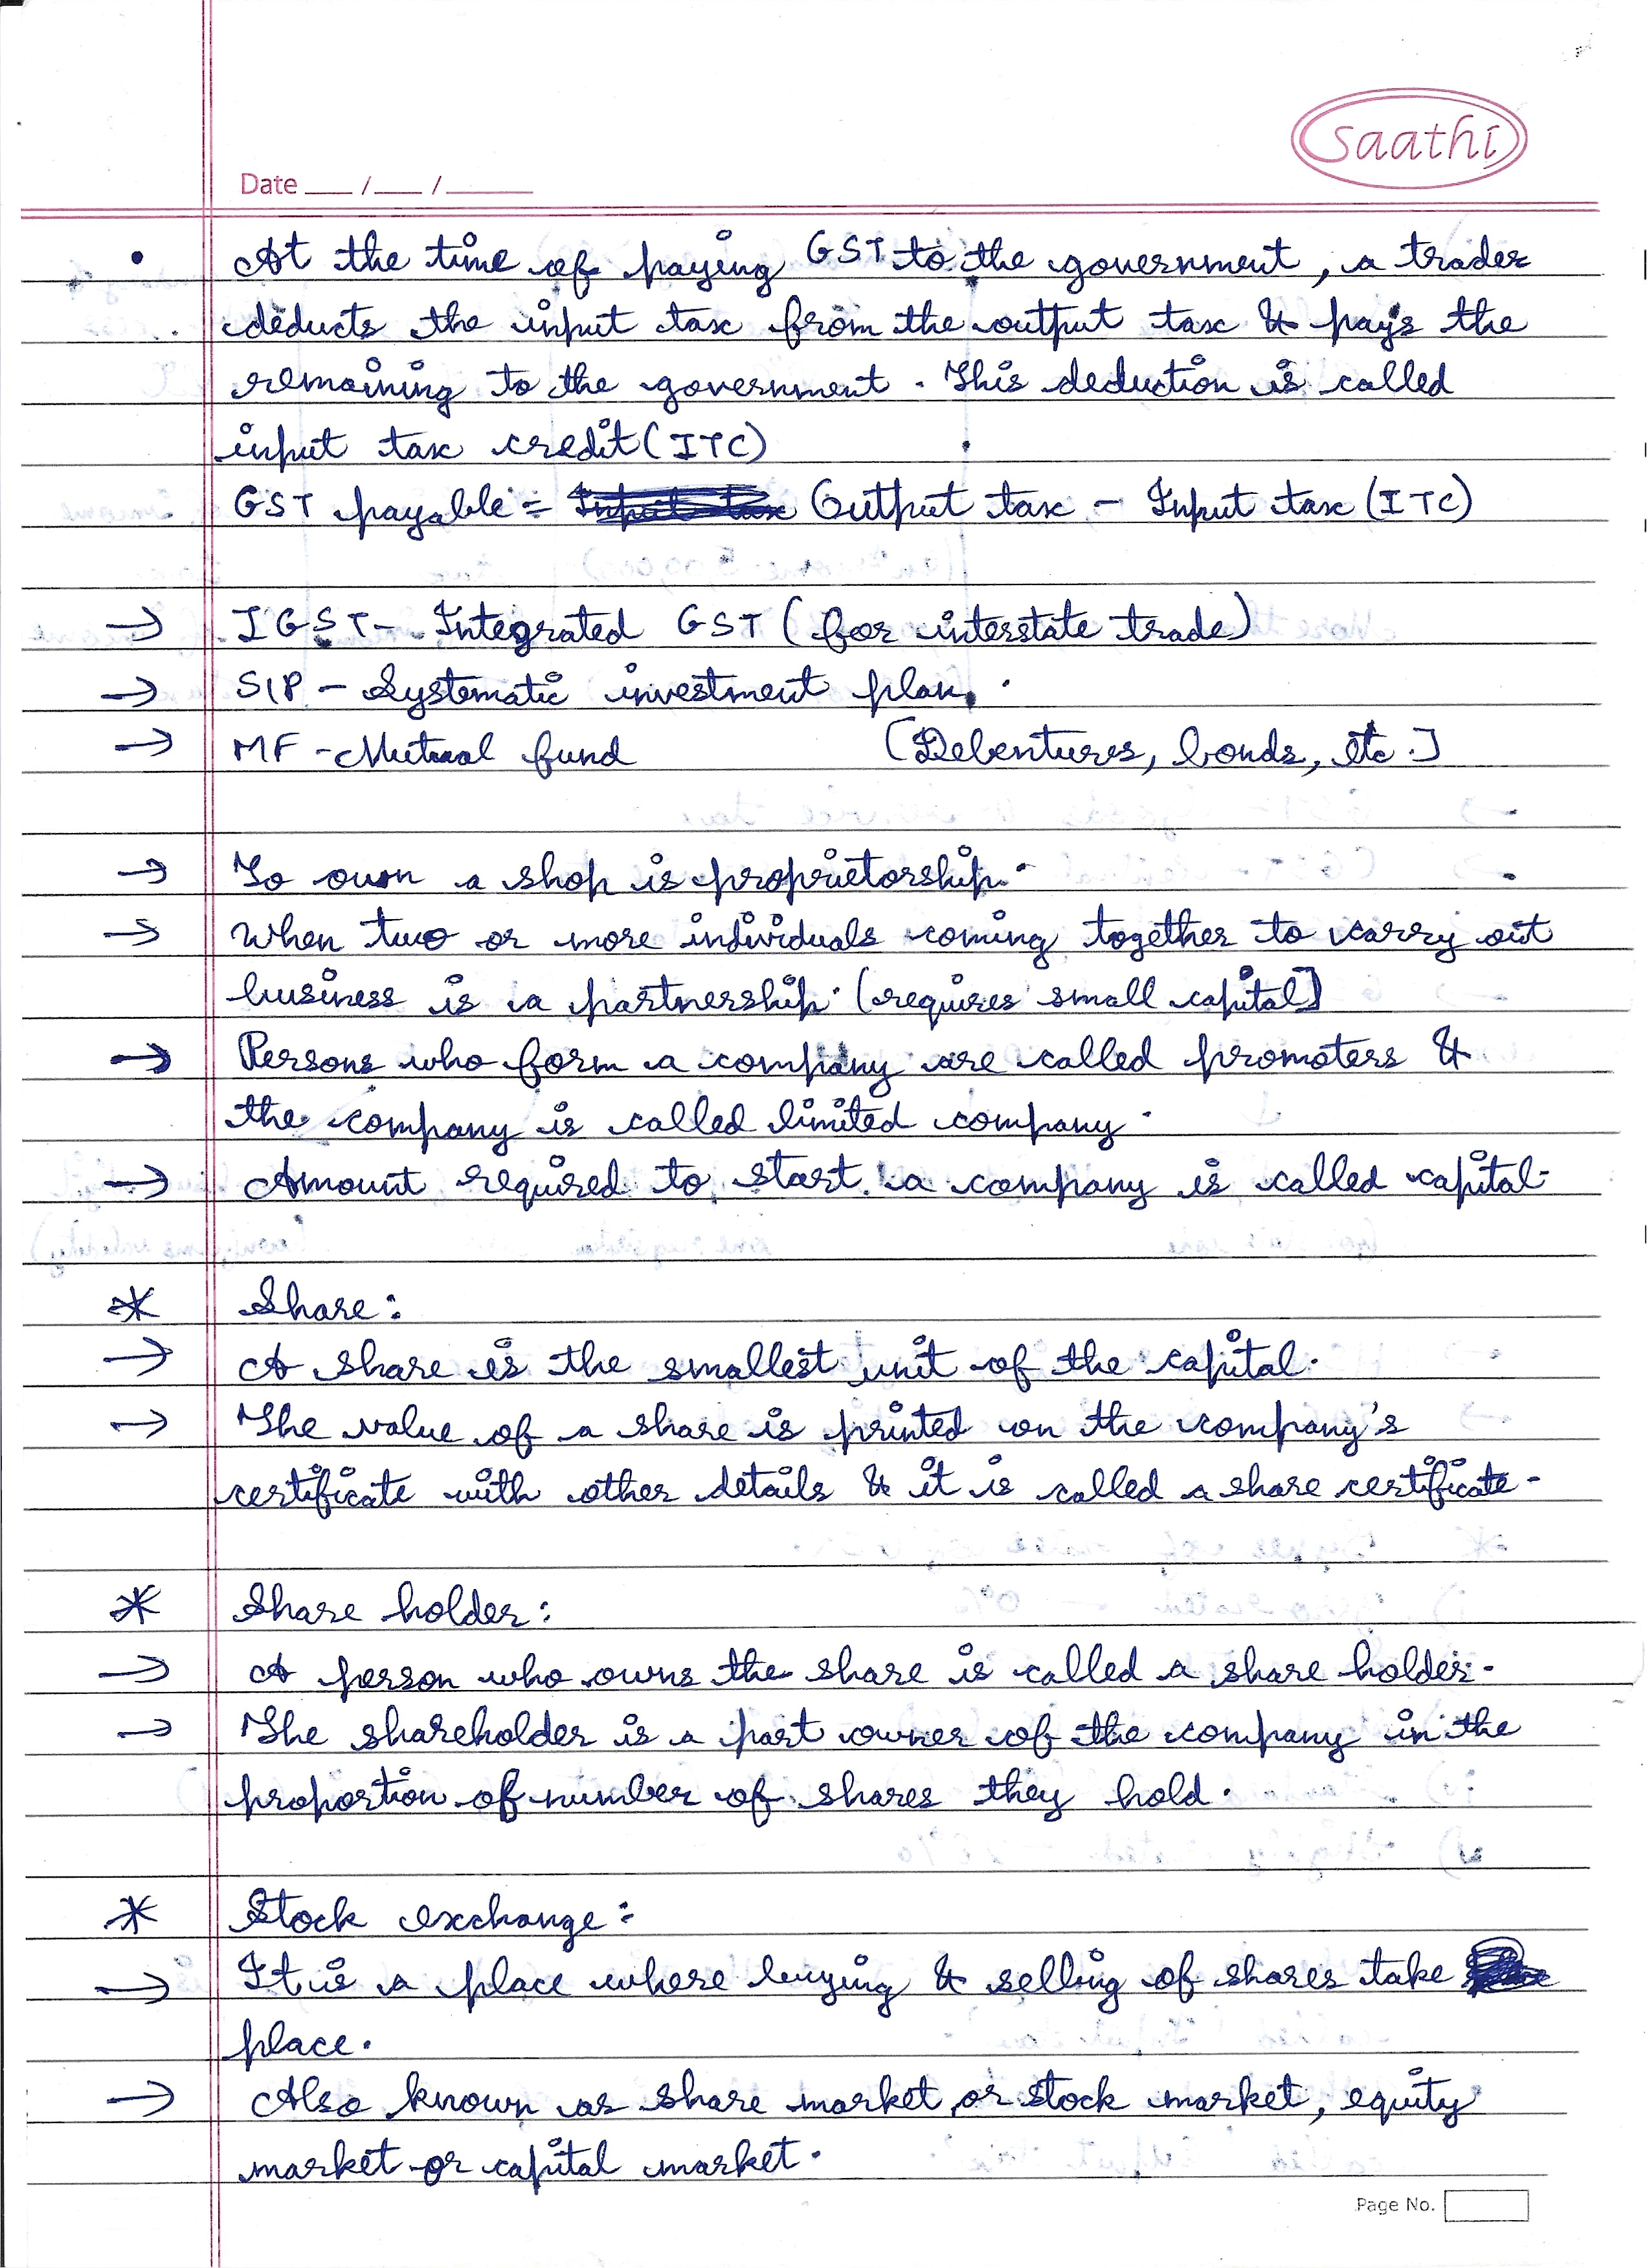 saathi
Date ___ /___ /_____
• At the time of paying GST to the government, a trader
deducts the input tax from the output tax & pays the
remaining to the government. This deduction is called
input tax credit (ITC)
GST payable = Input tax Output tax - Input tax (ITC)
→ IGST - Integrated GST (for interstate trade)
→ SIP - Systematic investment plan.
→ MF - Mutual fund [Debentures, bonds, etc.]
→ To own a shop is proprietorship.
→ When two or more individuals coming together to carry out
business is a partnership. [requires small capital]
→ Persons who form a company are called promoters &
the company is called limited company.
→ Amount required to start a company is called capital.
* Share:
→ A share is the smallest unit of the capital.
→ The value of a share is printed on the company's
certificate with other details & it is called a share certificate.
* Share holder:
→ A person who owns the share is called a share holder.
→ The shareholder is a part owner of the company in the
proportion of number of shares they hold.
* Stock exchange:
→ It is a place where buying & selling of shares take
place.
→ Also known as share market, or stock market, equity
market or capital market.
Page No.